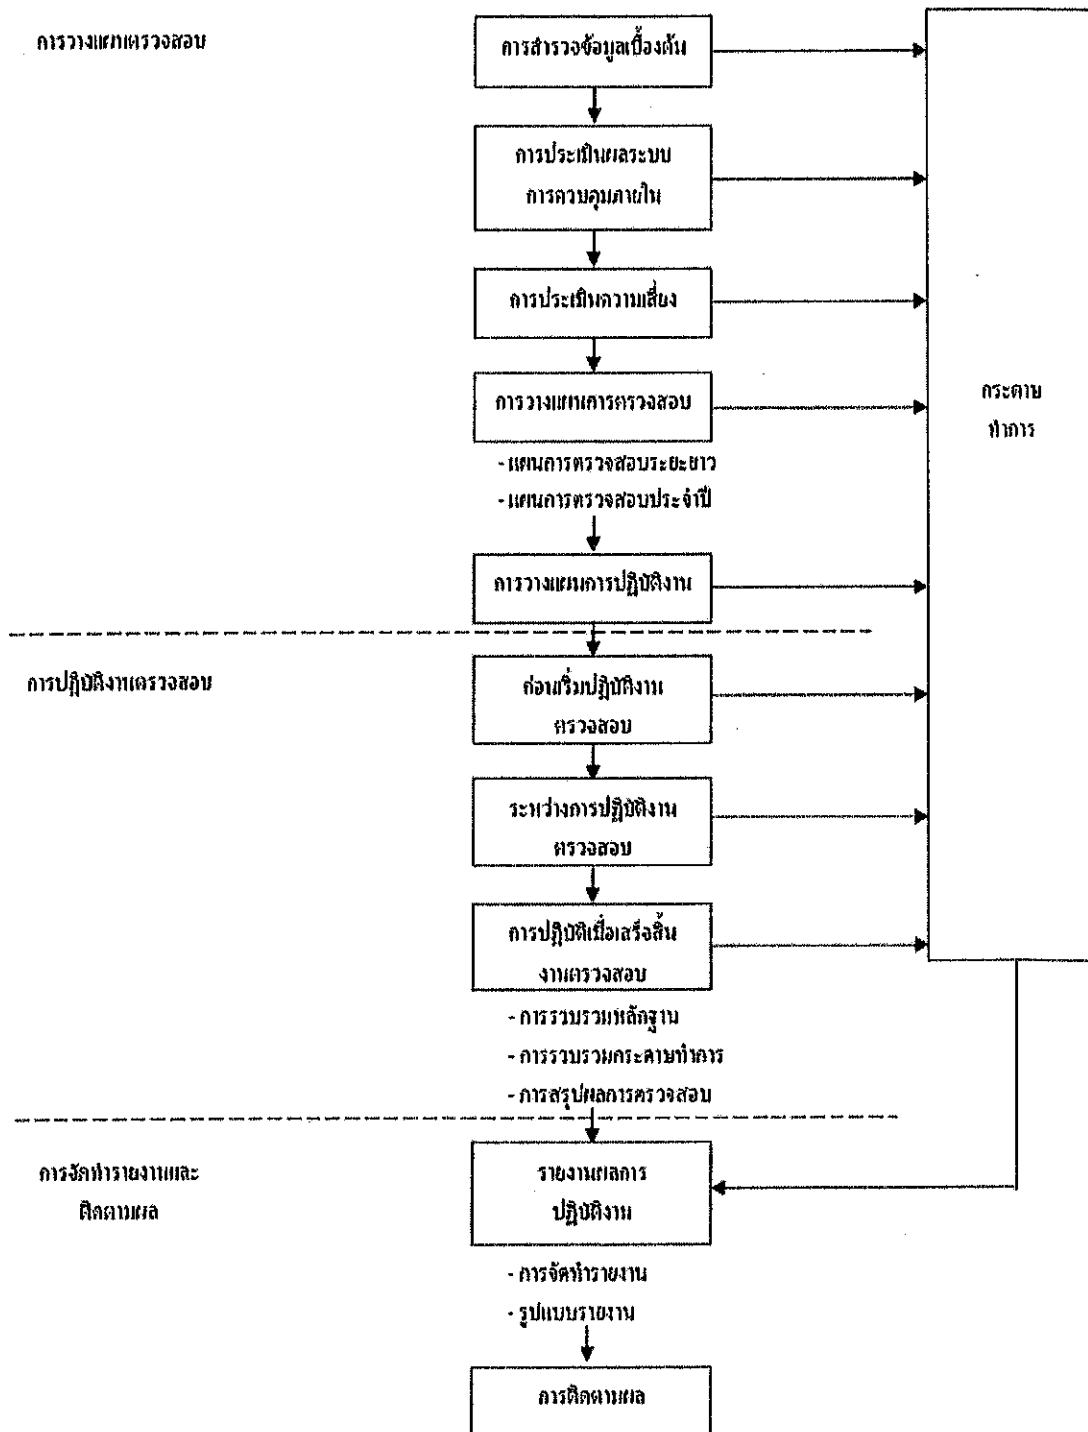 การวางแผนตรวจสอบ
การสำรวจข้อมูลเบื้องต้น
การประเมินผลระบบ
การควบคุมภายใน
การประเมินความเสี่ยง
การวางแผนการตรวจสอบ
- แผนการตรวจสอบระยะยาว
- แผนการตรวจสอบประจำปี
กระดาษ
ทำการ
การวางแผนการปฏิบัติงาน
การปฏิบัติงานตรวจสอบ
ก่อนเริ่มปฏิบัติงาน
ตรวจสอบ
ระหว่างการปฏิบัติงาน
ตรวจสอบ
การปฏิบัติเมื่อเสร็จสิ้น
งานตรวจสอบ
- การรวบรวมหลักฐาน
- การรวบรวมกระดาษทำการ
- การสรุปผลการตรวจสอบ
การจัดทำรายงานและ
ติดตามผล
รายงานผลการ
ปฏิบัติงาน
- การจัดทำรายงาน
- รูปแบบรายงาน
การติดตามผล